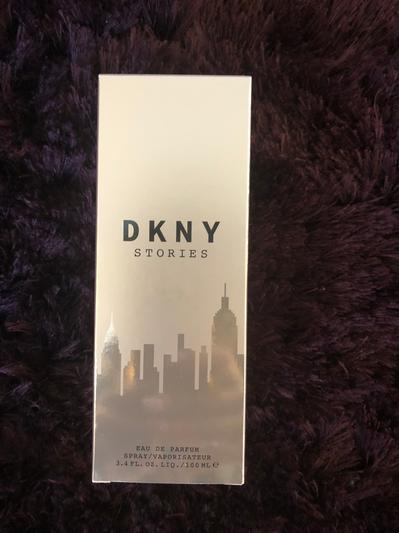 DKNY
STORIES
EAU DE PARFUM
SPRAY/VAPORISATEUR
3.4 FL. OZ. LIQ./100 ML ℮